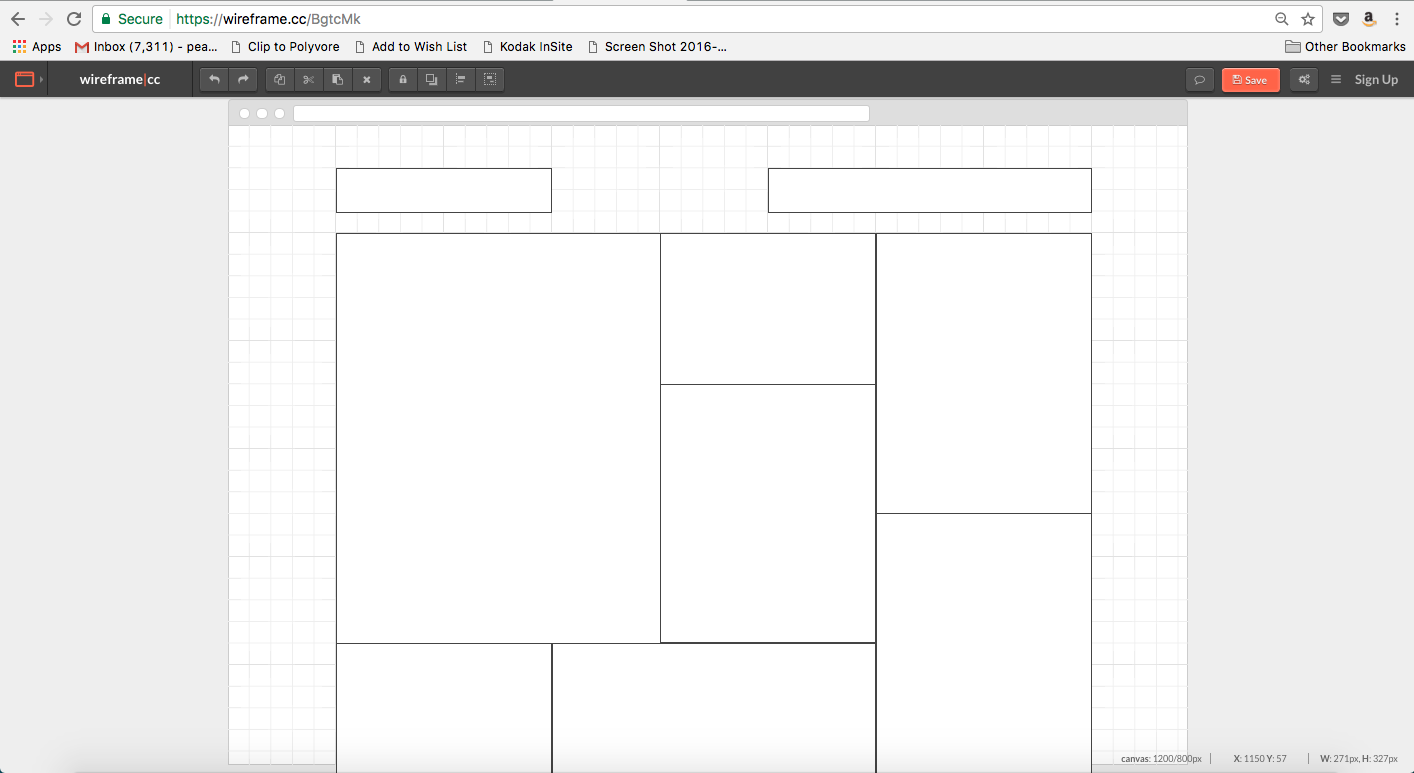 Secure https://wireframe.cc/BgtcMk
Apps Inbox (7,311) - pea... Clip to Polyvore Add to Wish List Kodak InSite Screen Shot 2016-... Other Bookmarks
wireframe|cc Save Sign Up
canvas: 1200/800px X: 1150 Y: 57 W: 271px, H: 327px